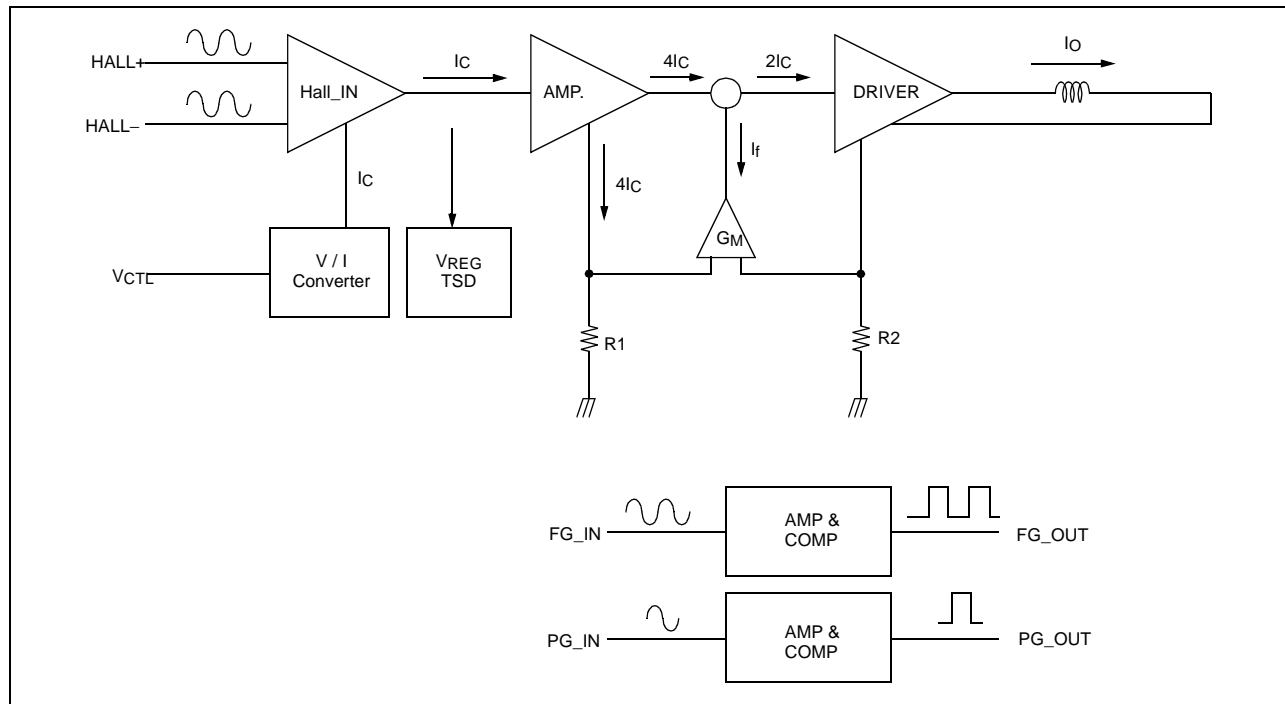 HALL+
HALL–
Hall_IN
IC
AMP.
4IC
2IC
DRIVER
IO
IC
4IC
If
GM
VCTL
V / I
Converter
VREG
TSD
R1
R2
FG_IN
AMP &
COMP
FG_OUT
PG_IN
AMP &
COMP
PG_OUT